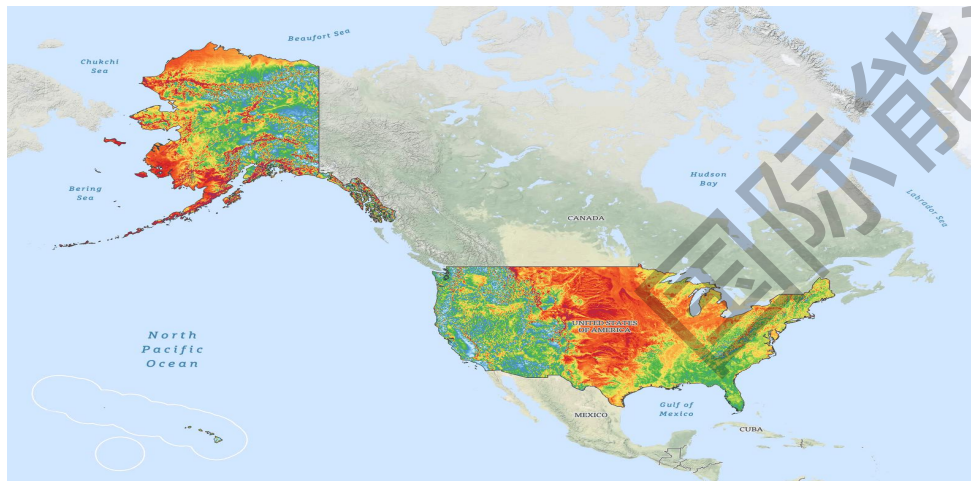 Beaufort Sea
Chukchi
Sea
Bering
Sea
Hudson
Bay
Labrador Sea
CANADA
North
Pacific
Ocean
UNITED STATES
OF AMERICA
MEXICO
Gulf of
Mexico
CUBA
国际能